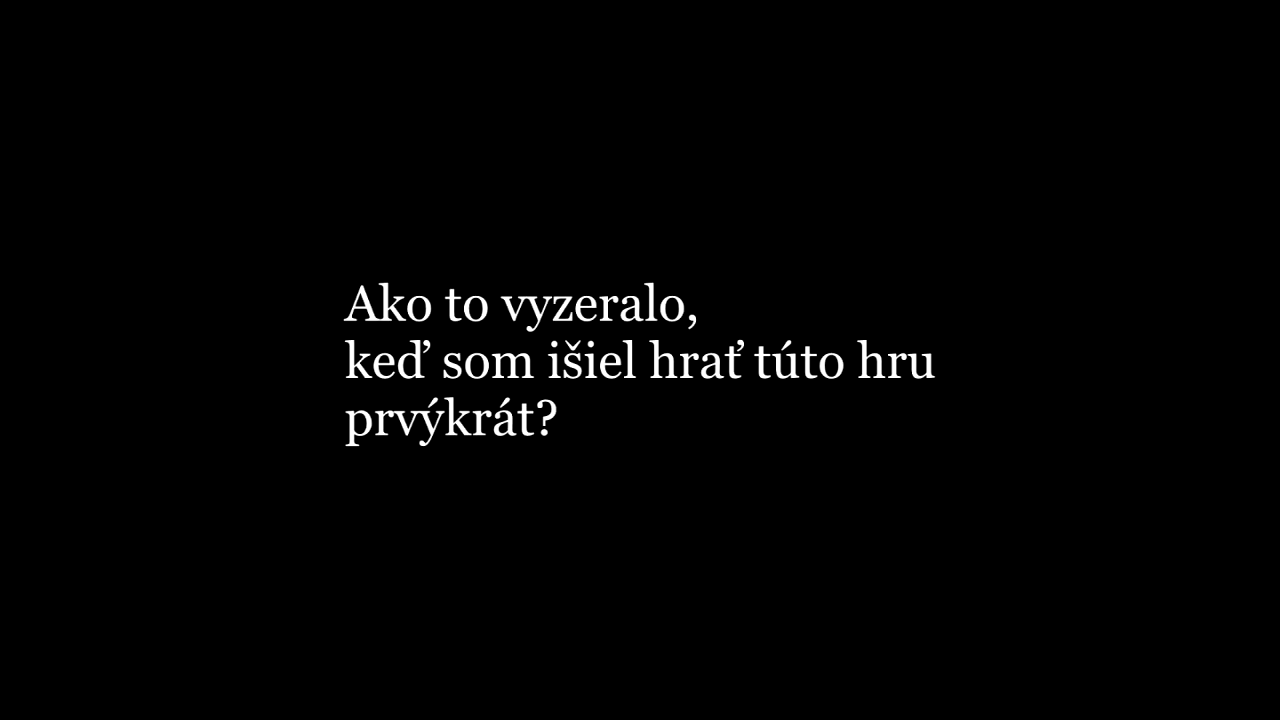 Ako to vyzeralo,
keď som išiel hrať túto hru
prvýkrát?